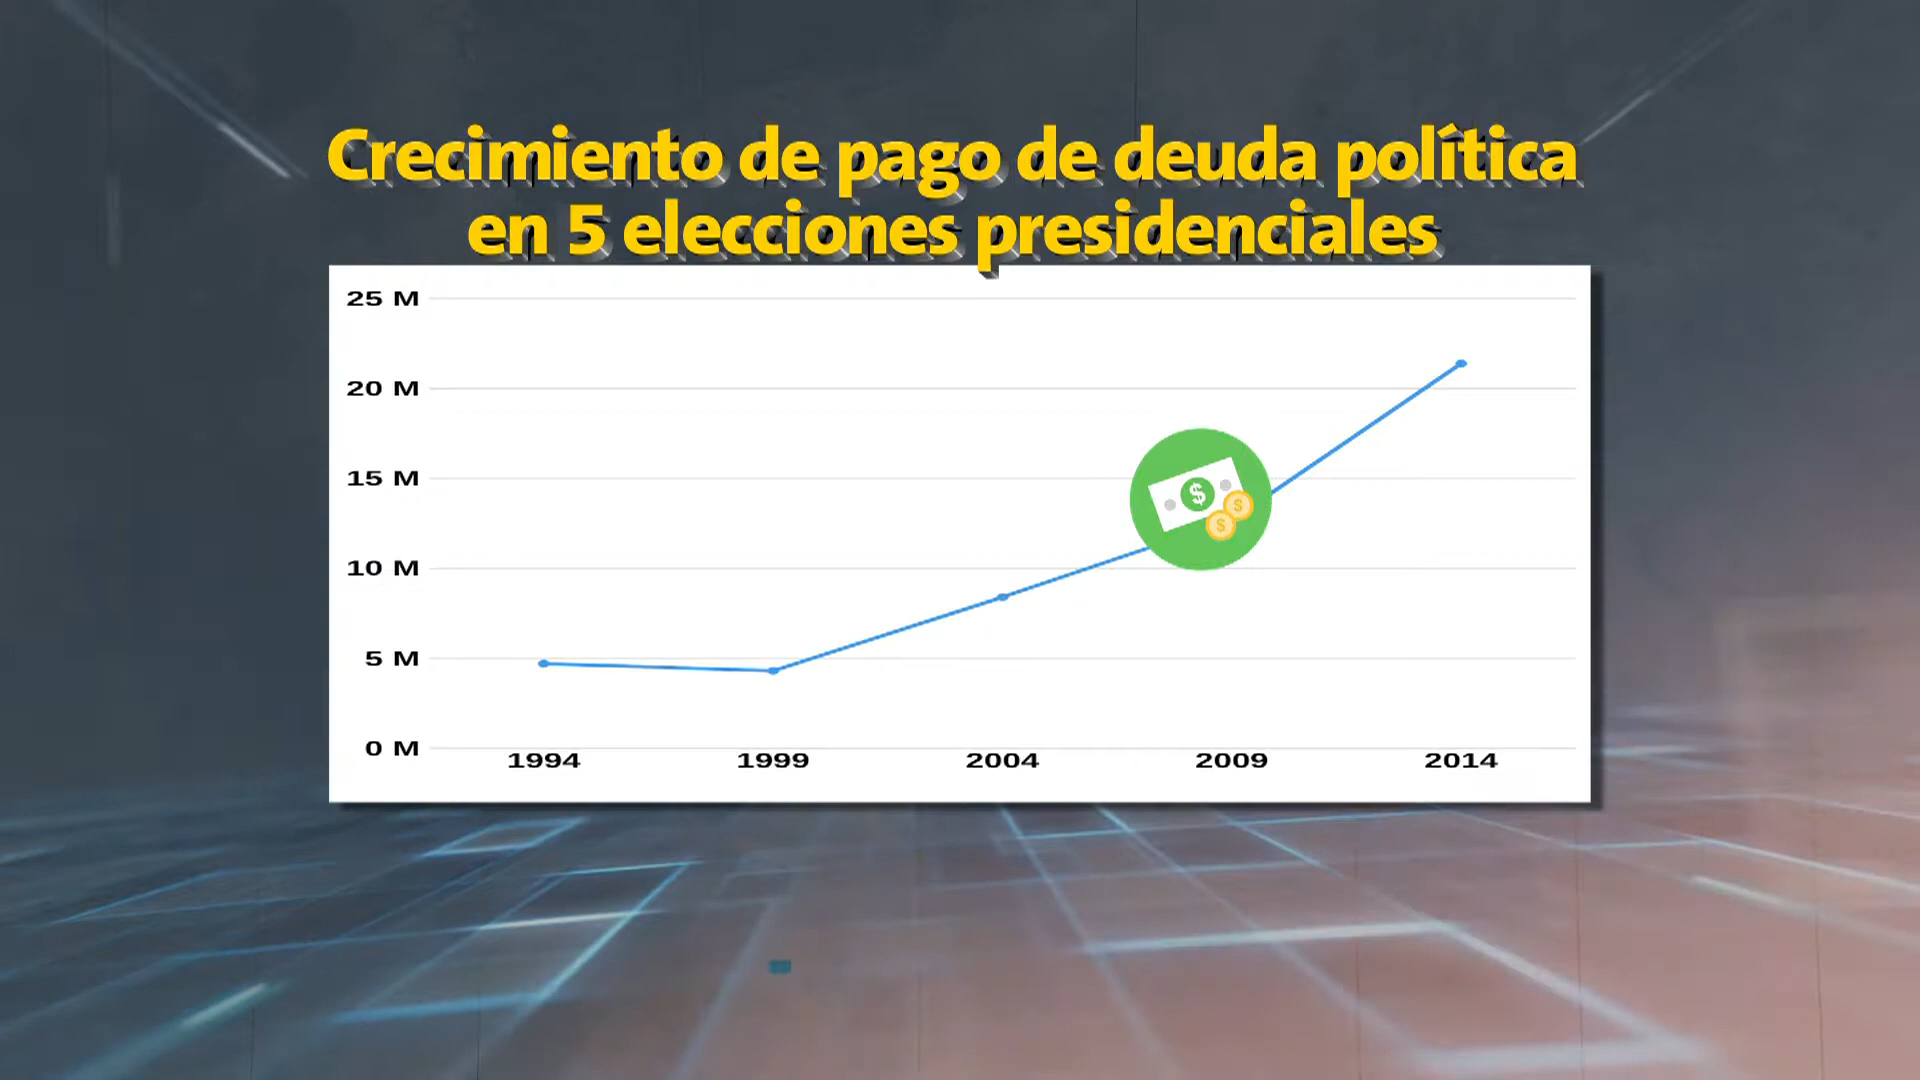 Crecimiento de pago de deuda política
en 5 elecciones presidenciales
25 M
20 M
15 M
10 M
5 M
0 M
1994 1999 2004 2009 2014
$
$
$